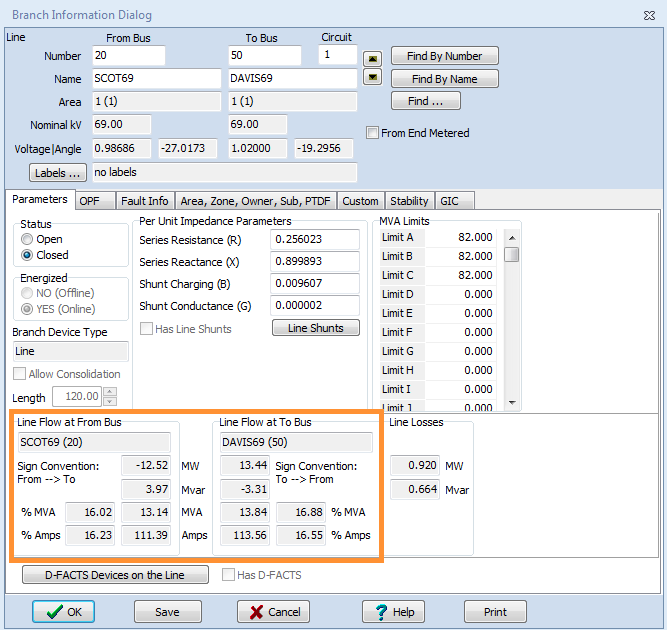 Branch Information Dialog
Line From Bus To Bus Circuit
Number 20 50 1 Find By Number
Name SCOT69 DAVIS69 Find By Name
Area 1 (1) 1 (1) Find ...
Nominal kV 69.00 69.00 From End Metered
Voltage|Angle 0.98686 -27.0173 1.02000 -19.2956
Labels ... no labels
Parameters OPF Fault Info Area, Zone, Owner, Sub, PTDF Custom Stability GIC
Status
Open
Closed
Energized
NO (Offline)
YES (Online)
Branch Device Type
Line
Allow Consolidation
Length 120.00
Per Unit Impedance Parameters
Series Resistance (R) 0.256023
Series Reactance (X) 0.899893
Shunt Charging (B) 0.009607
Shunt Conductance (G) 0.000002
Has Line Shunts Line Shunts
MVA Limits
Limit A 82.000
Limit B 82.000
Limit C 82.000
Limit D 0.000
Limit E 0.000
Limit F 0.000
Limit G 0.000
Limit H 0.000
Limit I 0.000
Limit J 0.000
Line Flow at From Bus
SCOT69 (20)
Sign Convention: -12.52 MW
From --> To
3.97 Mvar
% MVA 16.02 13.14 MVA
% Amps 16.23 111.39 Amps
Line Flow at To Bus
DAVIS69 (50)
13.44 Sign Convention:
To --> From
-3.31
13.84 16.88 % MVA
113.56 16.55 % Amps
Line Losses
0.920 MW
0.664 Mvar
D-FACTS Devices on the Line Has D-FACTS
OK Save Cancel ? Help Print